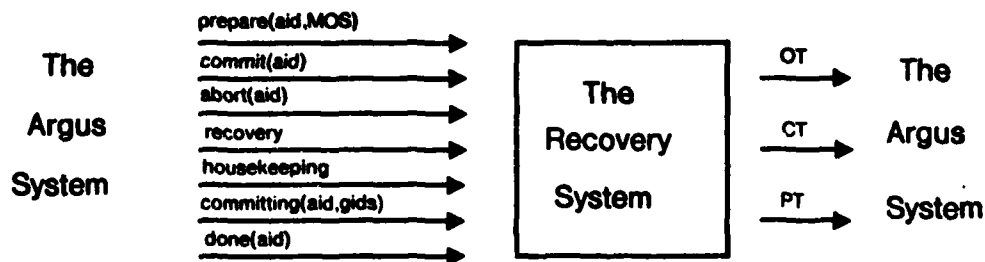 The
Argus
System
prepare(aid,MOS)
commit(aid)
abort(aid)
recovery
housekeeping
committing(aid,gids)
done(aid)
The
Recovery
System
OT
CT
PT
The
Argus
System